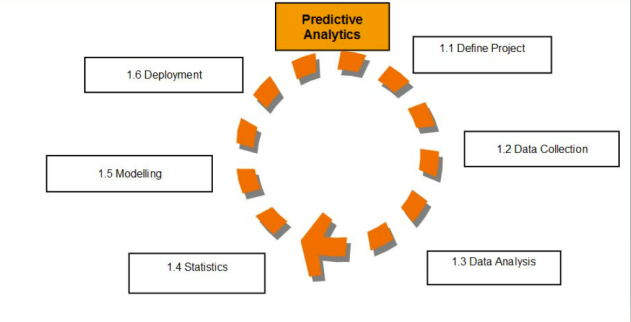 Predictive
Analytics
1.1 Define Project
1.2 Data Collection
1.3 Data Analysis
1.4 Statistics
1.5 Modelling
1.6 Deployment